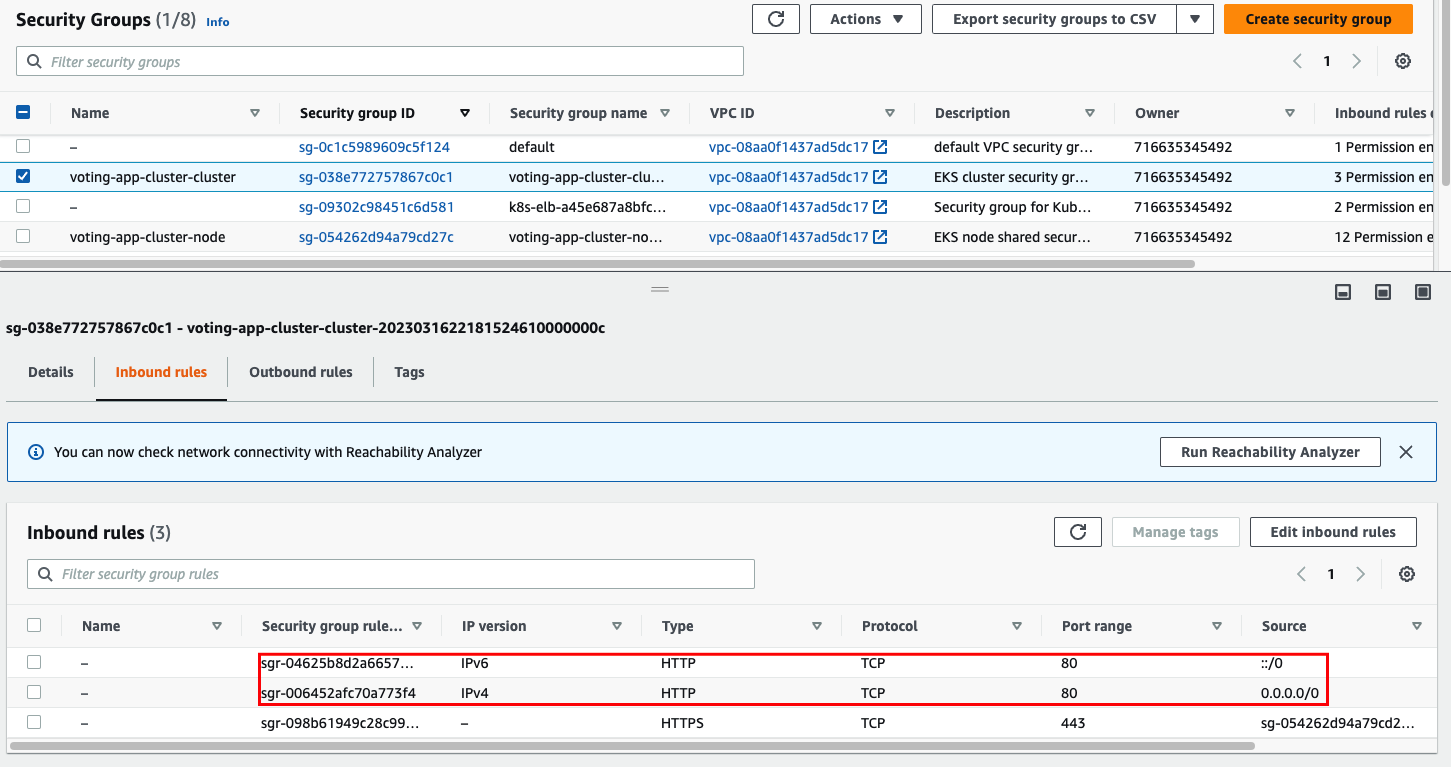 Security Groups (1/8) Info
Actions
Export security groups to CSV
Create security group
Filter security groups
1
Name Security group ID Security group name VPC ID Description Owner Inbound rules c
– sg-0c1c5989609c5f124 default vpc-08aa0f1437ad5dc17 default VPC security gr... 716635345492 1 Permission en
voting-app-cluster-cluster sg-038e772757867c0c1 voting-app-cluster-clu... vpc-08aa0f1437ad5dc17 EKS cluster security gr... 716635345492 3 Permission en
– sg-09302c98451c6d581 k8s-elb-a45e687a8bfc... vpc-08aa0f1437ad5dc17 Security group for Kub... 716635345492 2 Permission en
voting-app-cluster-node sg-054262d94a79cd27c voting-app-cluster-no... vpc-08aa0f1437ad5dc17 EKS node shared secur... 716635345492 12 Permission e
sg-038e772757867c0c1 - voting-app-cluster-cluster-20230316221815246100000000c
Details Inbound rules Outbound rules Tags
You can now check network connectivity with Reachability Analyzer
Run Reachability Analyzer
Inbound rules (3)
Manage tags
Edit inbound rules
Filter security group rules
1
Name Security group rule... IP version Type Protocol Port range Source
– sgr-04625b8d2a6657... IPv6 HTTP TCP 80 ::/0
– sgr-006452afc70a773f4 IPv4 HTTP TCP 80 0.0.0.0/0
– sgr-098b61949c28c99... – HTTPS TCP 443 sg-054262d94a79cd2...